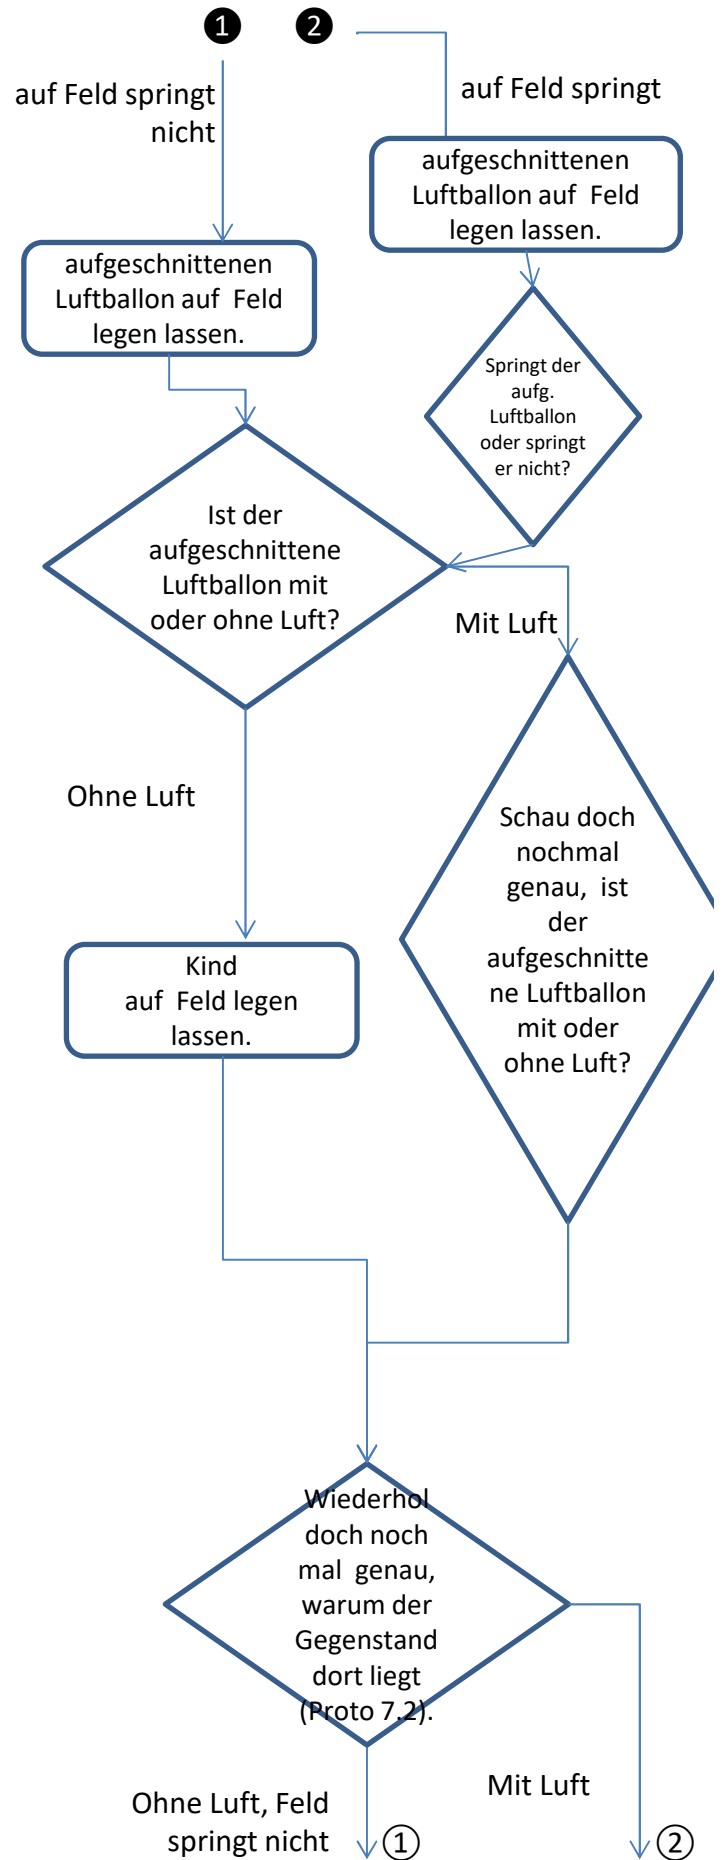 ❶ ❷
auf Feld springt
nicht
auf Feld springt
aufgeschnittenen
Luftballon auf Feld
legen lassen.
aufgeschnittenen
Luftballon auf Feld
legen lassen.
Springt der
aufg.
Luftballon
oder springt
er nicht?
Ist der
aufgeschnittene
Luftballon mit
oder ohne Luft?
Mit Luft
Ohne Luft
Schau doch
nochmal
genau, ist
der
aufgeschnitte
ne Luftballon
mit oder
ohne Luft?
Kind
auf Feld legen
lassen.
Wiederhol
doch noch
mal genau,
warum der
Gegenstand
dort liegt
(Proto 7.2).
Ohne Luft, Feld
springt nicht
①
Mit Luft
②